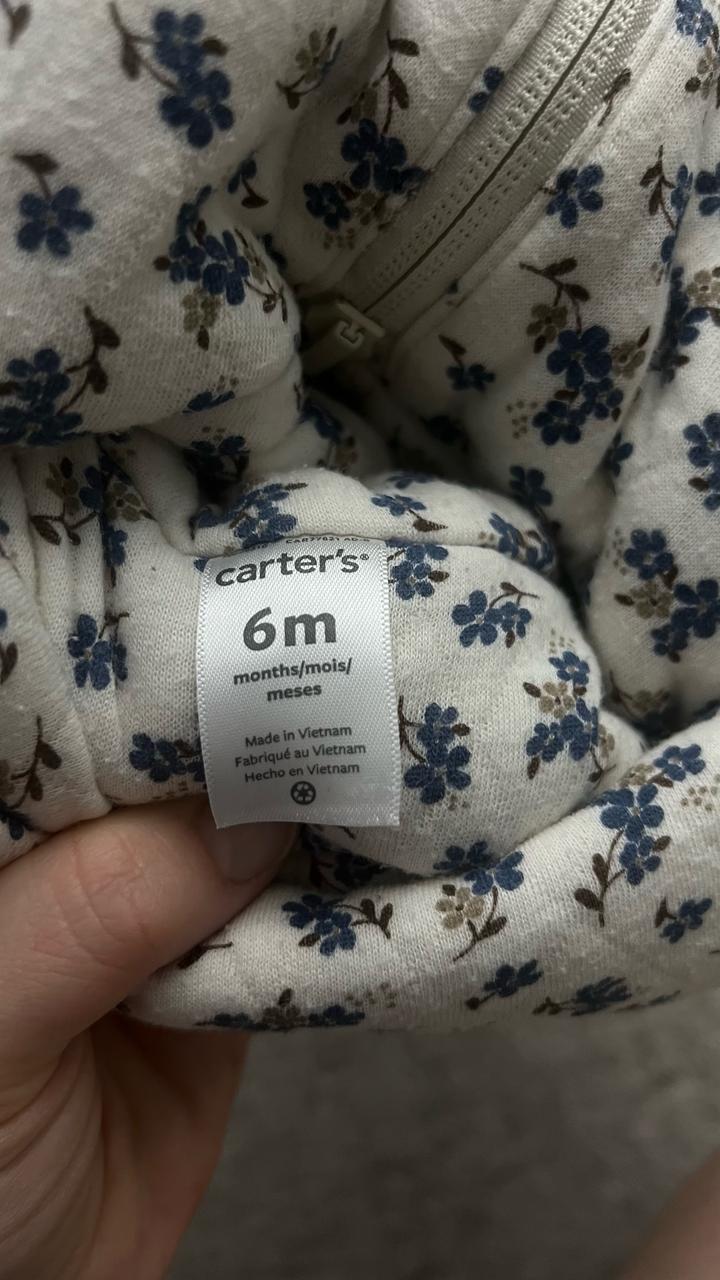 carter's®
6m
months/mois/
meses
Made in Vietnam
Fabriqué au Vietnam
Hecho en Vietnam